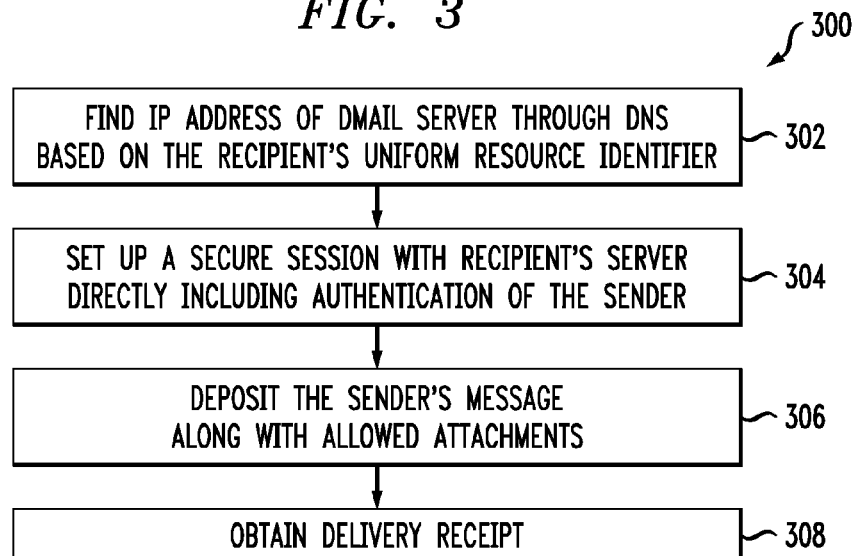 FIG. 3
300
FIND IP ADDRESS OF DMAIL SERVER THROUGH DNS
BASED ON THE RECIPIENT'S UNIFORM RESOURCE IDENTIFIER
302
SET UP A SECURE SESSION WITH RECIPIENT'S SERVER
DIRECTLY INCLUDING AUTHENTICATION OF THE SENDER
304
DEPOSIT THE SENDER'S MESSAGE
ALONG WITH ALLOWED ATTACHMENTS
306
OBTAIN DELIVERY RECEIPT
308